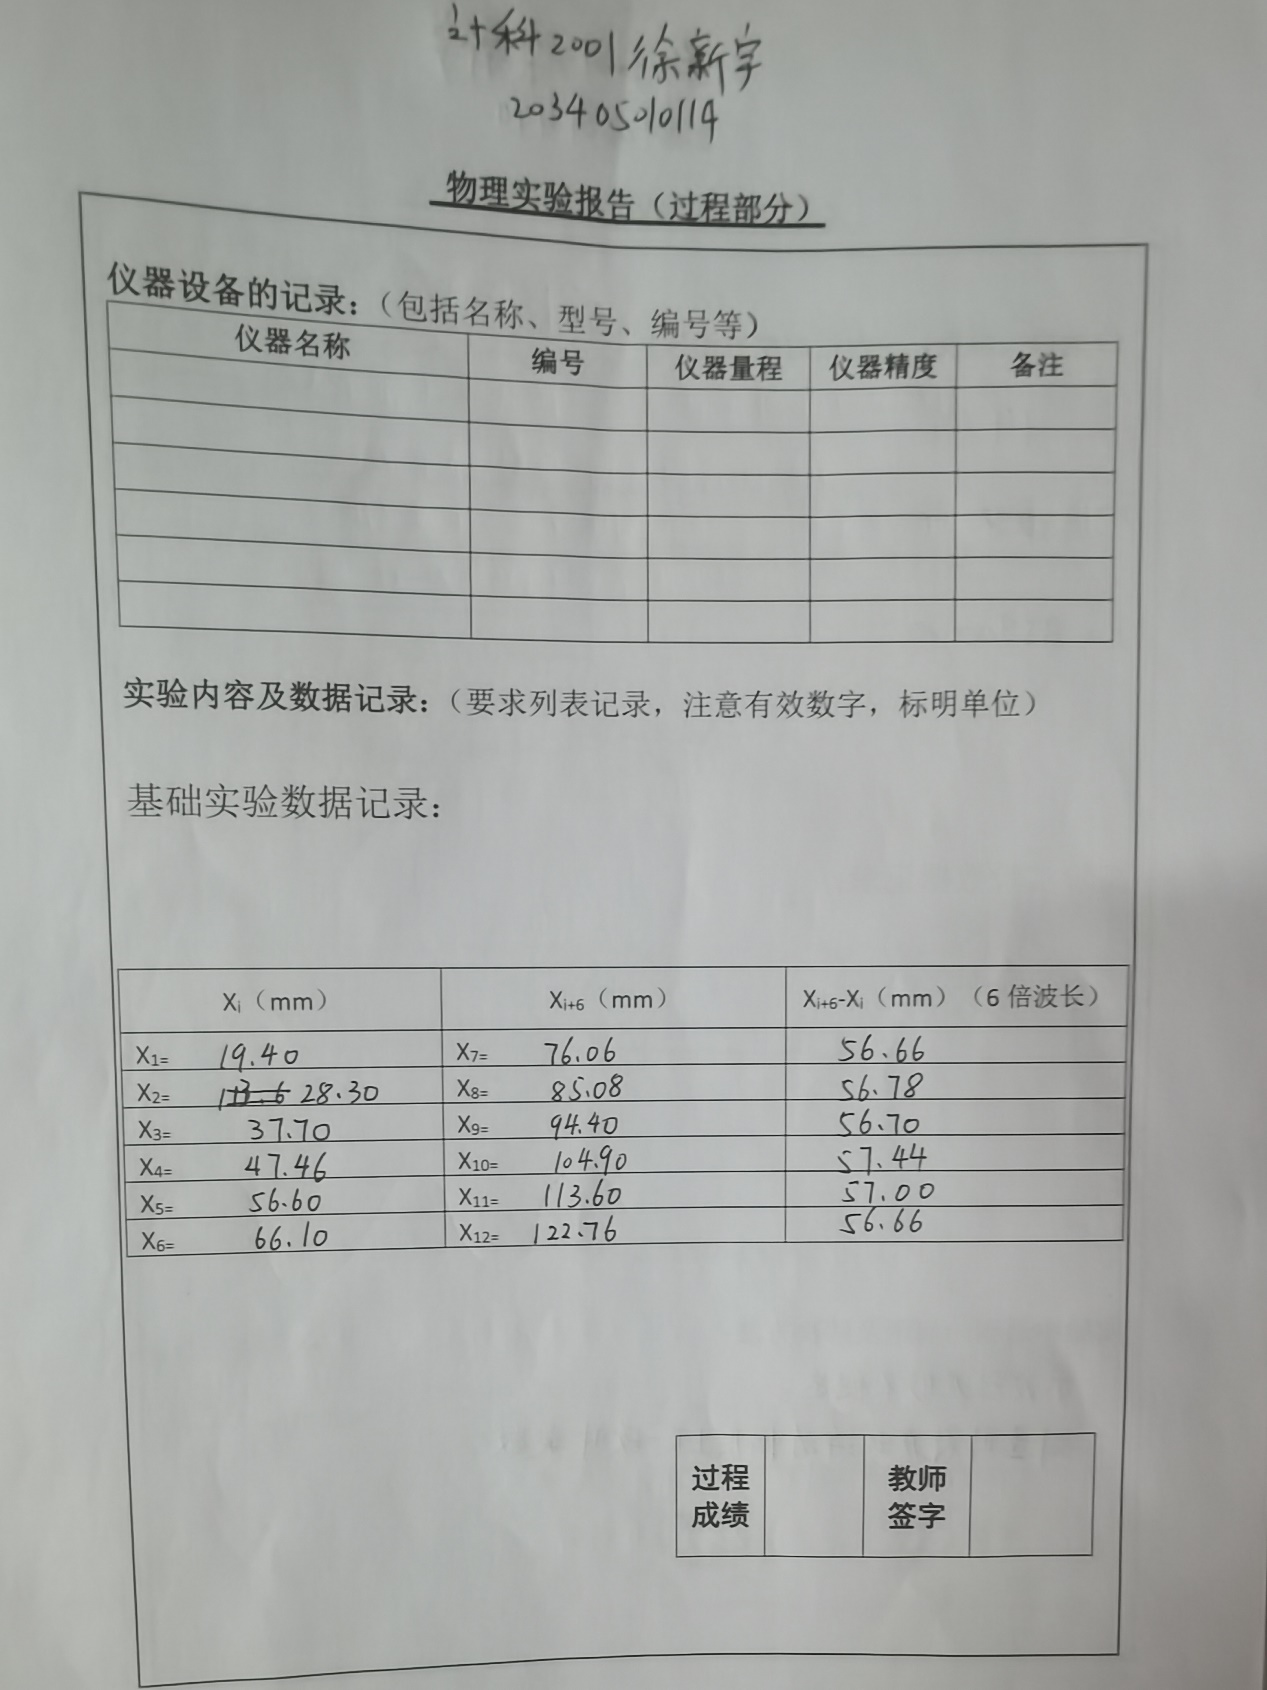 计科2001徐新宇
203405010114
物理实验报告（过程部分）
仪器设备的记录：（包括名称、型号、编号等）
仪器名称 编号 仪器量程 仪器精度 备注
实验内容及数据记录：（要求列表记录，注意有效数字，标明单位）
基础实验数据记录：
Xi（mm） Xi+6（mm） Xi+6-Xi（mm）（6倍波长）
X1= 19.40 X7= 76.06 56.66
X2= 28.30 X8= 85.08 56.78
X3= 37.70 X9= 94.40 56.70
X4= 47.46 X10= 104.90 57.44
X5= 56.60 X11= 113.60 57.00
X6= 66.10 X12= 122.76 56.66
过程成绩 教师签字